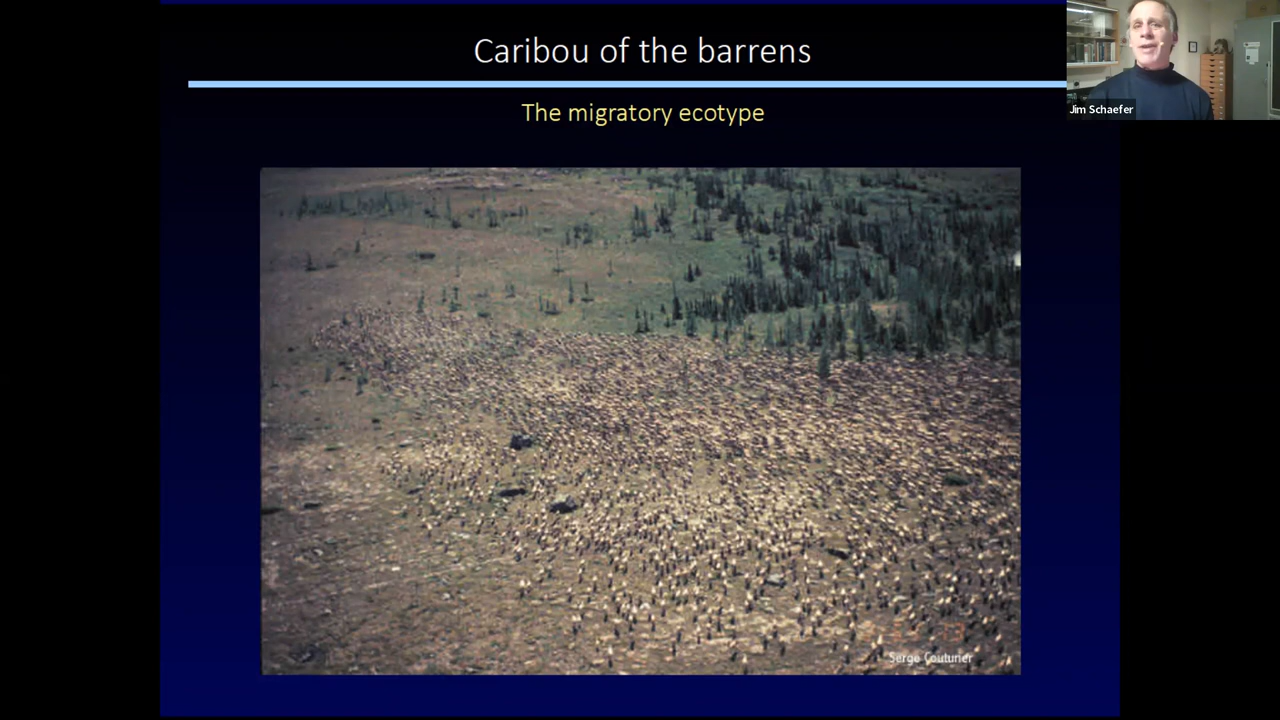 Caribou of the barrens
Jim Schaefer
The migratory ecotype
Serge Couturier